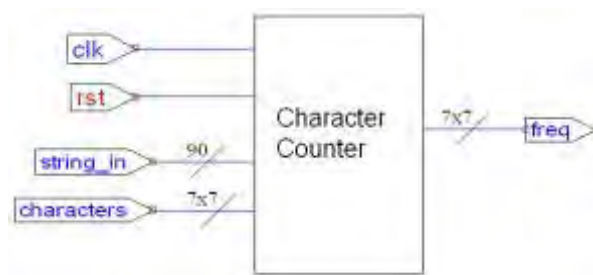 clk
rst
string_in
90
characters
7x7
Character
Counter
7x7
freq